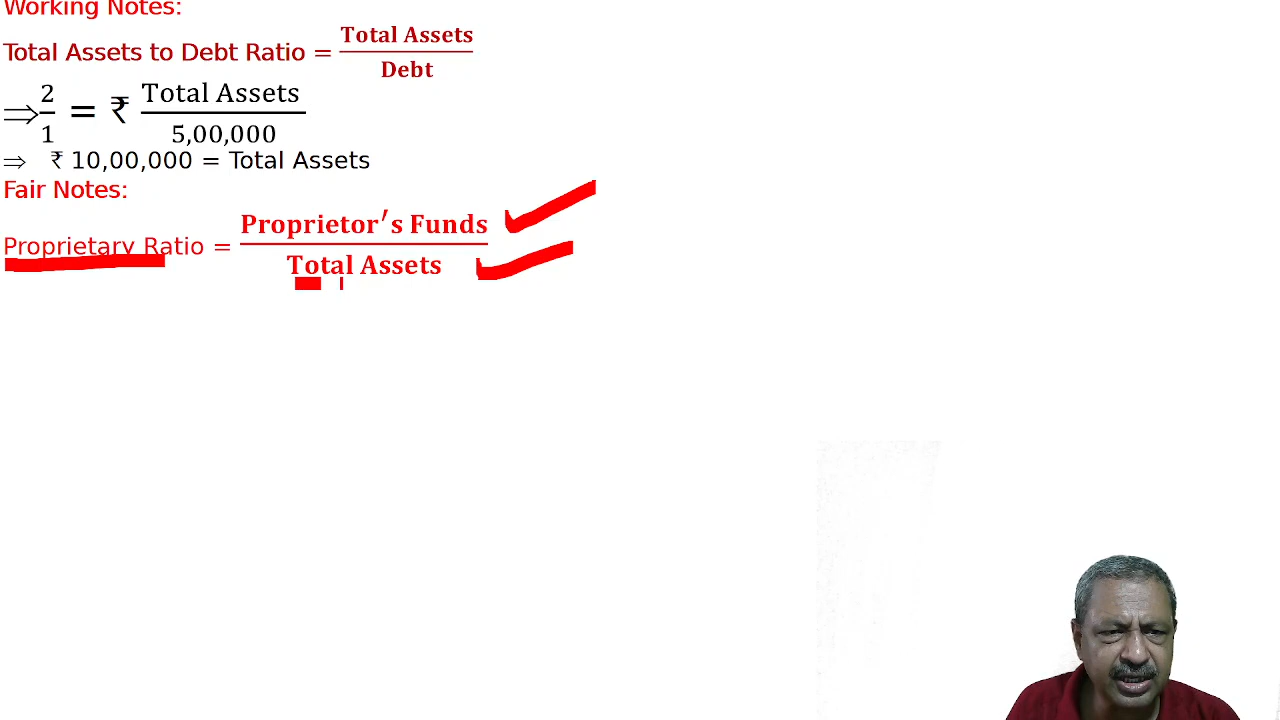 Working Notes:
Total Assets to Debt Ratio = Total Assets / Debt
⇒ 2/1 = ₹ Total Assets / 5,00,000
⇒ ₹ 10,00,000 = Total Assets
Fair Notes:
Proprietary Ratio = Proprietor's Funds / Total Assets